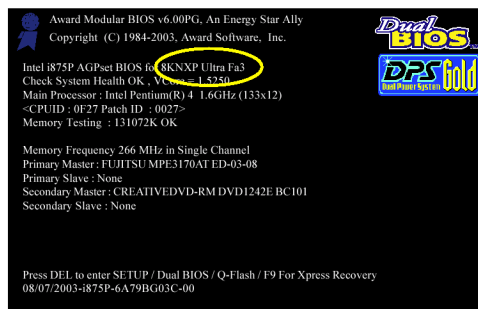 Award Modular BIOS v6.00PG, An Energy Star Ally
Copyright (C) 1984-2003, Award Software, Inc.
Dual
BIOS
Intel i875P AGPset BIOS for 8KNXP Ultra Fa3
Check System Health OK , VCore = 1.5250
Main Processor : Intel Pentium(R) 4 1.6GHz (133x12)
<CPUID : 0F27 Patch ID : 0027>
Memory Testing : 131072K OK
DPS Gold
Dual Power System
Memory Frequency 266 MHz in Single Channel
Primary Master : FUJITSU MPE3170AT ED-03-08
Primary Slave : None
Secondary Master : CREATIVEDVD-RM DVD1242E BC101
Secondary Slave : None
Press DEL to enter SETUP / Dual BIOS / Q-Flash / F9 For Xpress Recovery
08/07/2003-i875P-6A79BG03C-00